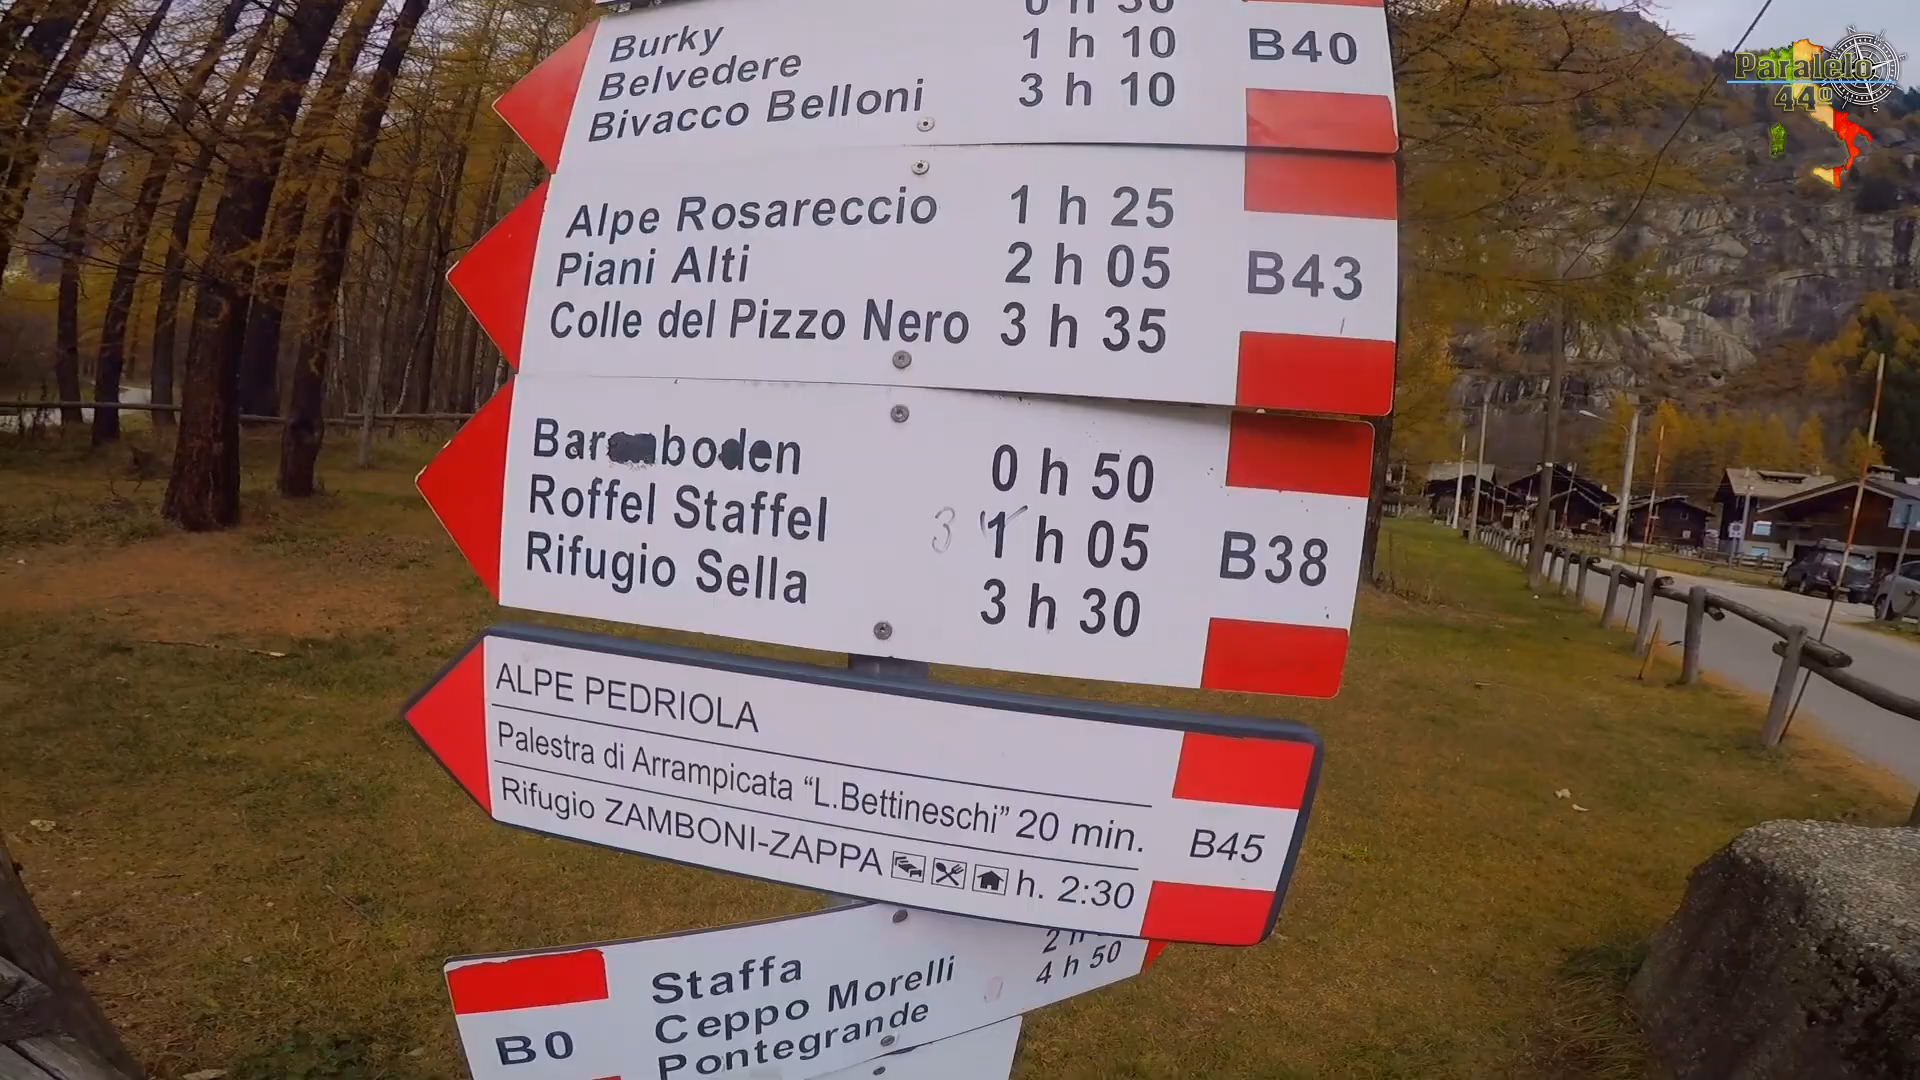 Burky
Belvedere 1 h 10
Bivacco Belloni 3 h 10
B40
Alpe Rosareccio 1 h 25
Piani Alti 2 h 05
Colle del Pizzo Nero 3 h 35
B43
boden 0 h 50
Roffel Staffel 3 1 h 05
Rifugio Sella 3 h 30
B38
ALPE PEDRIOLA
Palestra di Arrampicata “L.Bettineschi” 20 min.
Rifugio ZAMBONI-ZAPPA h. 2:30
B45
Staffa
Ceppo Morelli
Pontegrande
4 h 50
B0
Paralelo
44º